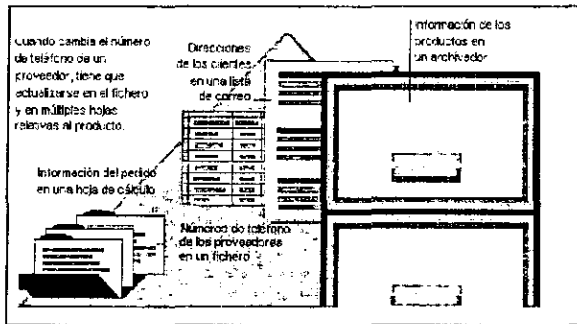 Cuando cambia el número
de teléfono de un
proveedor, tiene que
actualizarse en el fichero
y en múltiples hojas
relativas al producto.
Direcciones
de los clientes
en una lista
de correo
Información de los
productos en
un archivador
Información del pedido
en una hoja de cálculo
Números de teléfono
de los proveedores
en un fichero